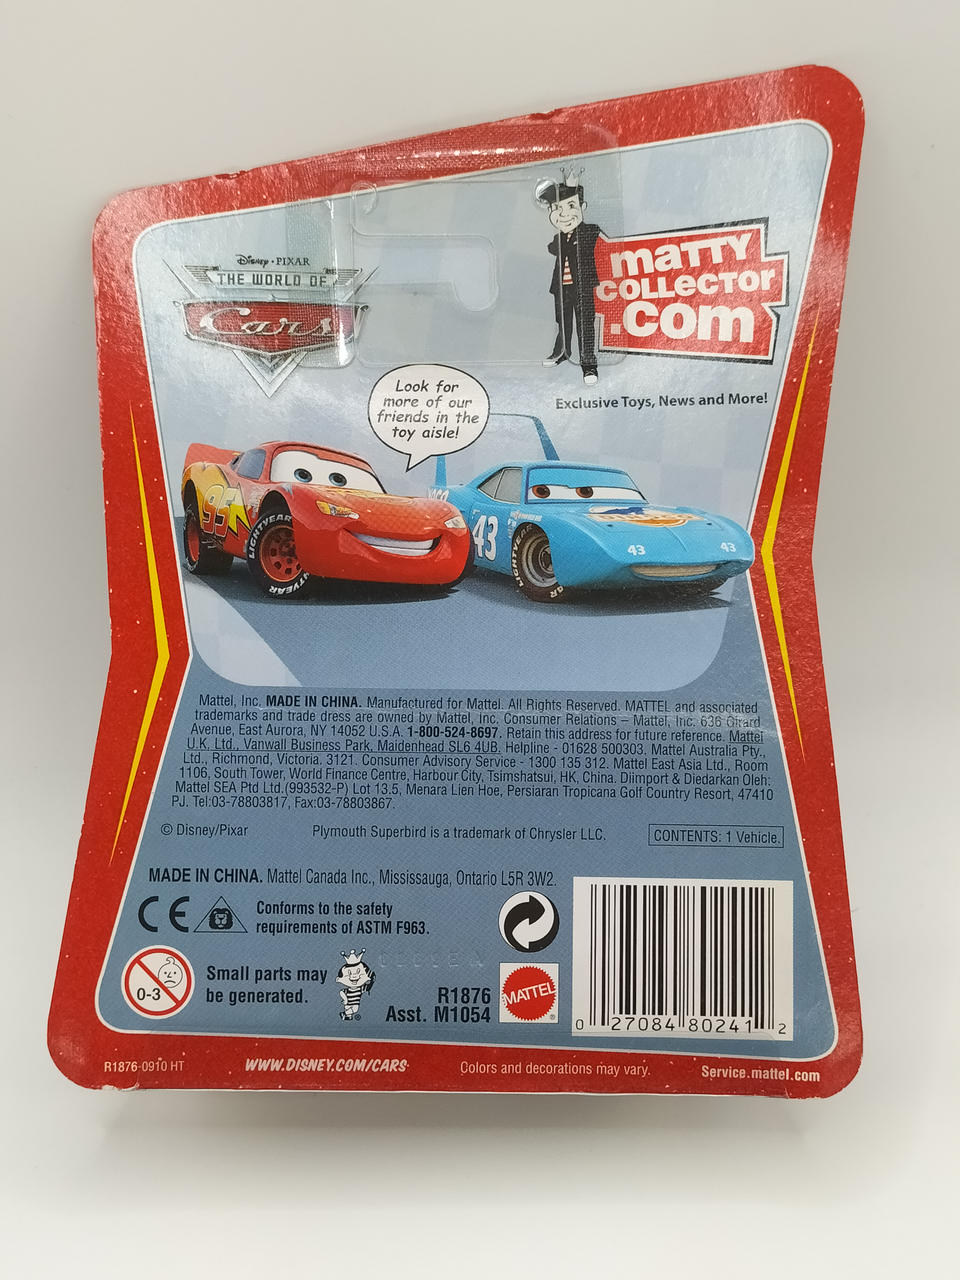 Disney • PIXAR
THE WORLD OF
Cars
maTTY
COLLECTOR
.com
Exclusive Toys, News and More!
Look for
more of our
friends in the
toy aisle!
95
LIGHTYEAR
43
43
43
Mattel, Inc. MADE IN CHINA. Manufactured for Mattel. All Rights Reserved. MATTEL and associated
trademarks and trade dress are owned by Mattel, Inc. Consumer Relations – Mattel, Inc. 636 Girard
Avenue, East Aurora, NY 14052 U.S.A. 1-800-524-8697. Retain this address for future reference. Mattel
U.K. Ltd., Vanwall Business Park, Maidenhead SL6 4UB. Helpline - 01628 500303. Mattel Australia Pty.,
Ltd., Richmond, Victoria. 3121. Consumer Advisory Service - 1300 135 312. Mattel East Asia Ltd., Room
1106, South Tower, World Finance Centre, Harbour City, Tsimshatsui, HK, China. Diimport & Diedarkan Oleh:
Mattel SEA Ptd Ltd.(993532-P) Lot 13.5, Menara Lien Hoe, Persiaran Tropicana Golf Country Resort, 47410
PJ. Tel:03-78803817, Fax:03-78803867.
© Disney/Pixar
Plymouth Superbird is a trademark of Chrysler LLC.
CONTENTS: 1 Vehicle.
MADE IN CHINA. Mattel Canada Inc., Mississauga, Ontario L5R 3W2.
CE
Conforms to the safety
requirements of ASTM F963.
0-3
Small parts may
be generated.
R1876
Asst. M1054
MATTEL
0 27084 80241 2
R1876-0910 HT
WWW.DISNEY.COM/CARS
Colors and decorations may vary.
Service.mattel.com